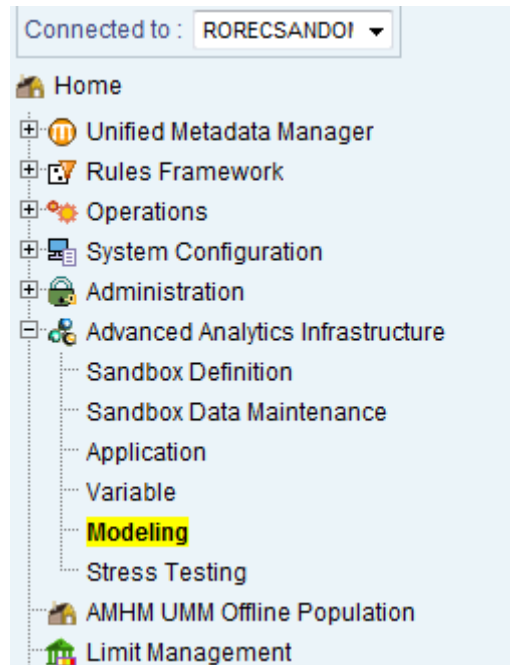 Connected to : RORECSANDOI
Home
Unified Metadata Manager
Rules Framework
Operations
System Configuration
Administration
Advanced Analytics Infrastructure
Sandbox Definition
Sandbox Data Maintenance
Application
Variable
Modeling
Stress Testing
AMHM UMM Offline Population
Limit Management